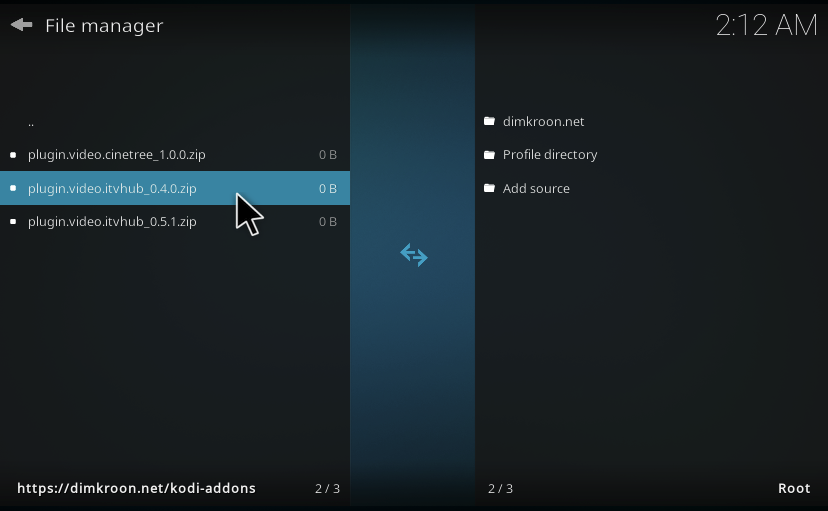 File manager
2:12 AM
..
plugin.video.cinetree_1.0.0.zip 0 B
plugin.video.itvhub_0.4.0.zip 0 B
plugin.video.itvhub_0.5.1.zip 0 B
dimkroon.net
Profile directory
Add source
https://dimkroon.net/kodi-addons 2 / 3
2 / 3 Root